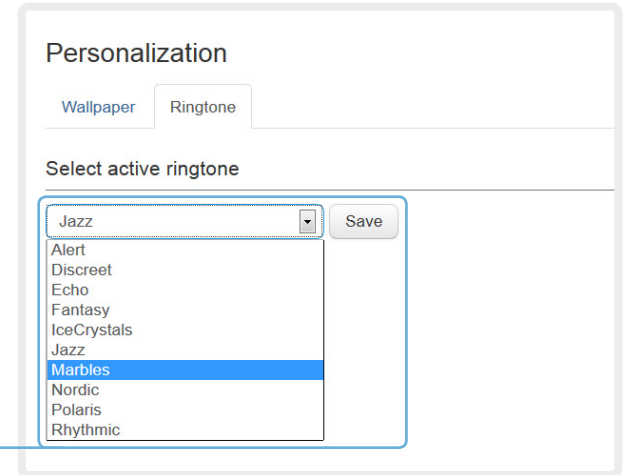 Personalization
Wallpaper Ringtone
Select active ringtone
Jazz Save
Alert
Discreet
Echo
Fantasy
IceCrystals
Jazz
Marbles
Nordic
Polaris
Rhythmic